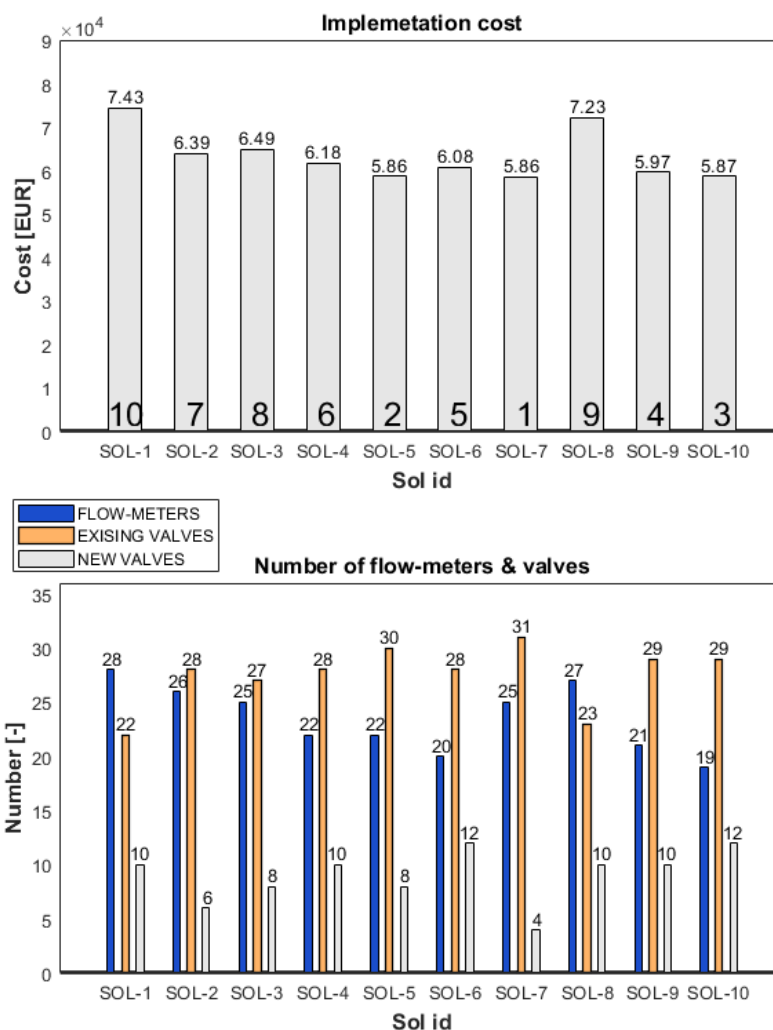 Implemetation cost
×10⁴
9
8
7
6
5
4
3
2
1
0
Cost [EUR]
7.43 6.39 6.49 6.18 5.86 6.08 5.86 7.23 5.97 5.87
10 7 8 6 2 5 1 9 4 3
SOL-1 SOL-2 SOL-3 SOL-4 SOL-5 SOL-6 SOL-7 SOL-8 SOL-9 SOL-10
Sol id
FLOW-METERS
EXISING VALVES
NEW VALVES
Number of flow-meters & valves
35
30
25
20
15
10
5
0
Number [-]
28 22 10 26 28 6 25 27 8 22 28 10 22 30 8 20 28 12 25 31 4 27 23 10 21 29 10 19 29 12
SOL-1 SOL-2 SOL-3 SOL-4 SOL-5 SOL-6 SOL-7 SOL-8 SOL-9 SOL-10
Sol id